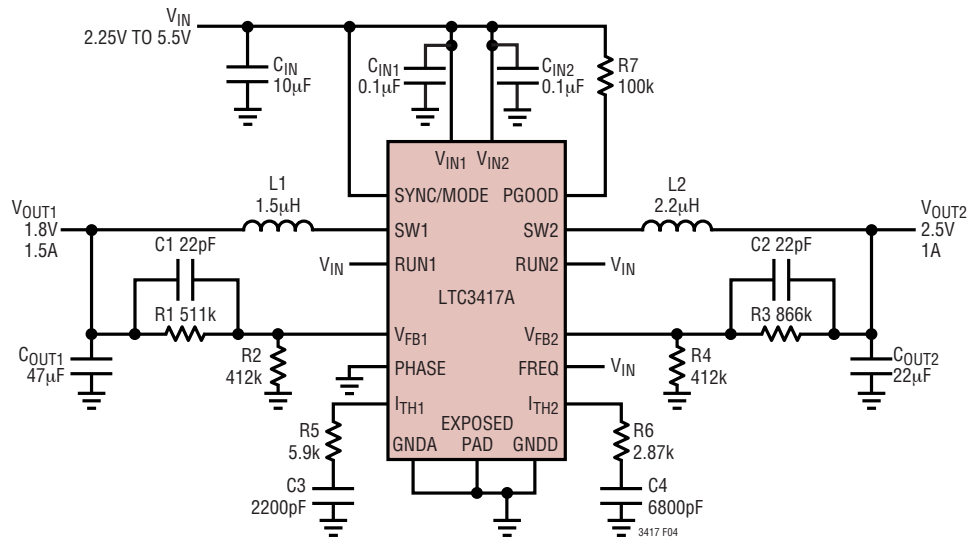 VIN
2.25V TO 5.5V
CIN
10µF
CIN1
0.1µF
CIN2
0.1µF
R7
100k
VIN1
VIN2
SYNC/MODE
PGOOD
VOUT1
1.8V
1.5A
L1
1.5µH
SW1
SW2
L2
2.2µH
VOUT2
2.5V
1A
C1 22pF
VIN
RUN1
RUN2
VIN
C2 22pF
LTC3417A
R1 511k
VFB1
VFB2
R3 866k
COUT1
47µF
R2
412k
PHASE
FREQ
VIN
R4
412k
COUT2
22µF
ITH1
ITH2
R5
5.9k
EXPOSED
PAD
GNDA
GNDD
R6
2.87k
C3
2200pF
C4
6800pF
3417 F04